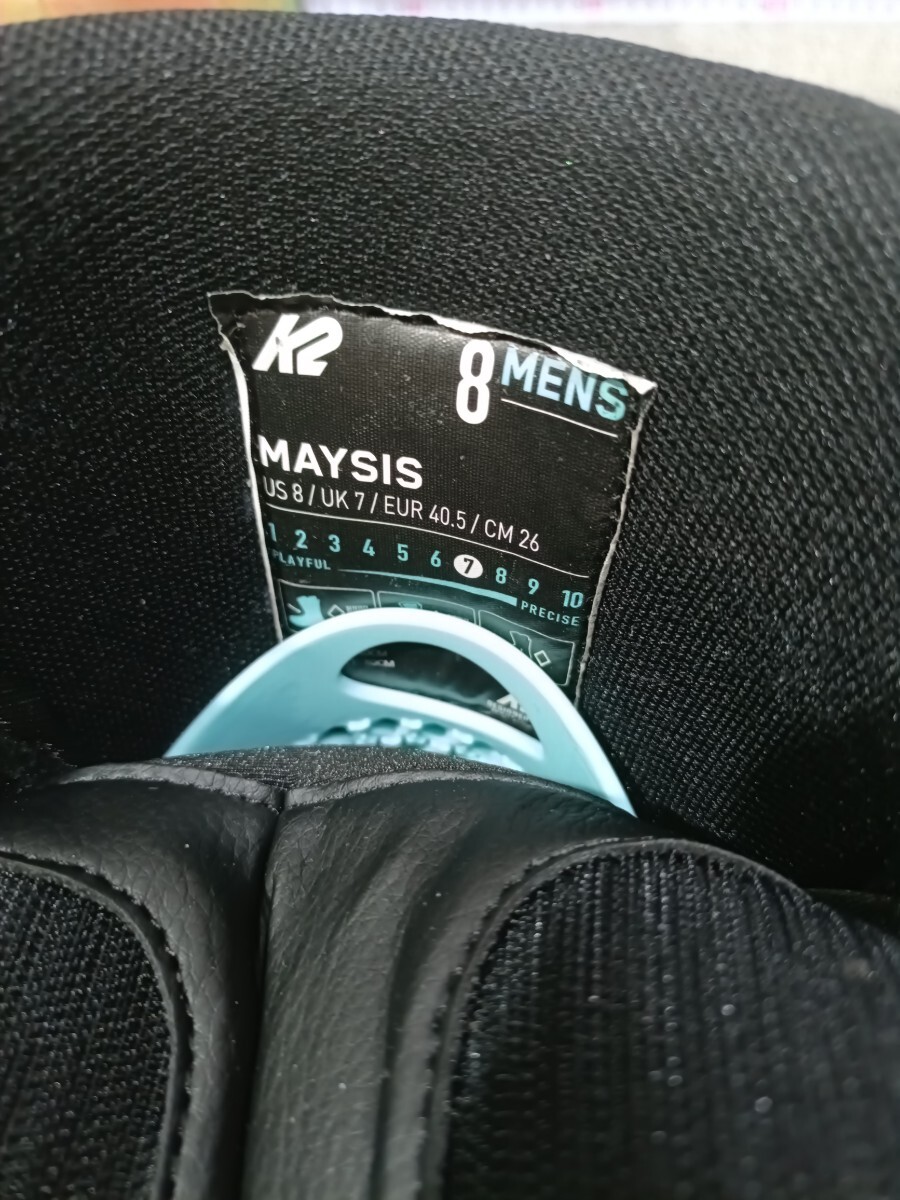 K2
8 MENS
MAYSIS
US 8 / UK 7 / EUR 40.5 / CM 26
1 2 3 4 5 6 7 8 9 10
PLAYFUL
PRECISE